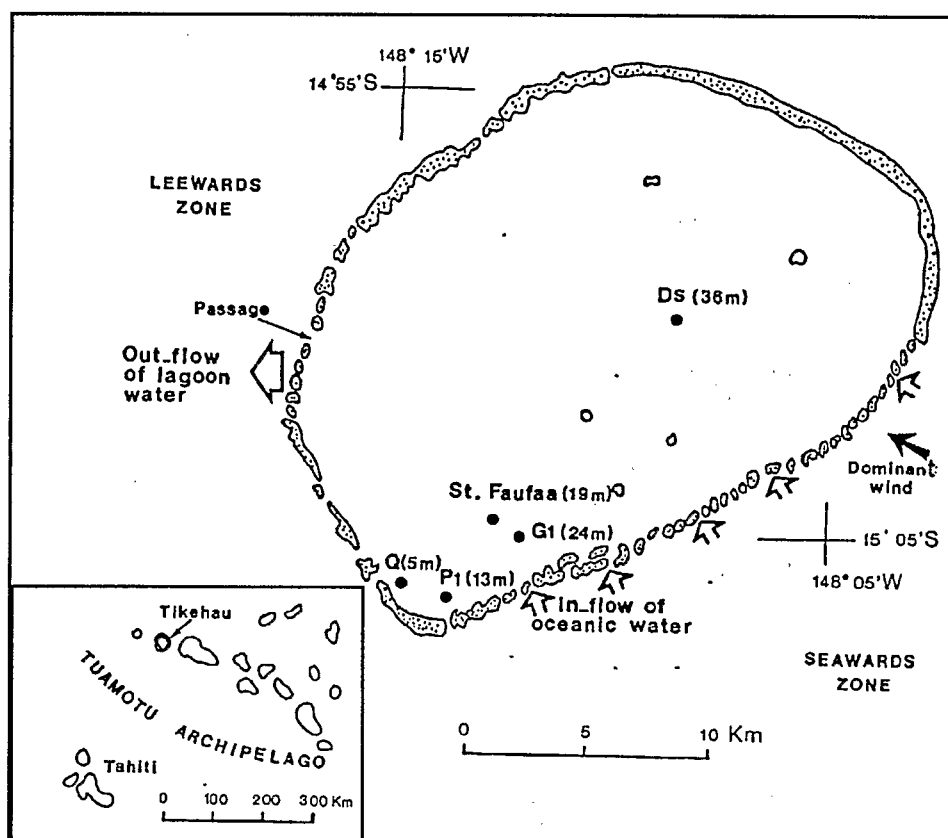 148° 15'W
14°55'S
LEEWARDS
ZONE
Passage
Ds (36m)
Out_flow
of lagoon
water
Dominant
wind
St. Faufaa (19m)
G1 (24m)
15° 05'S
148° 05'W
Q(5m)
P1 (13m)
In_flow of
oceanic water
SEAWARDS
ZONE
Tikehau
TUAMOTU ARCHIPELAGO
Tahiti
0 100 200 300 Km
0 5 10 Km